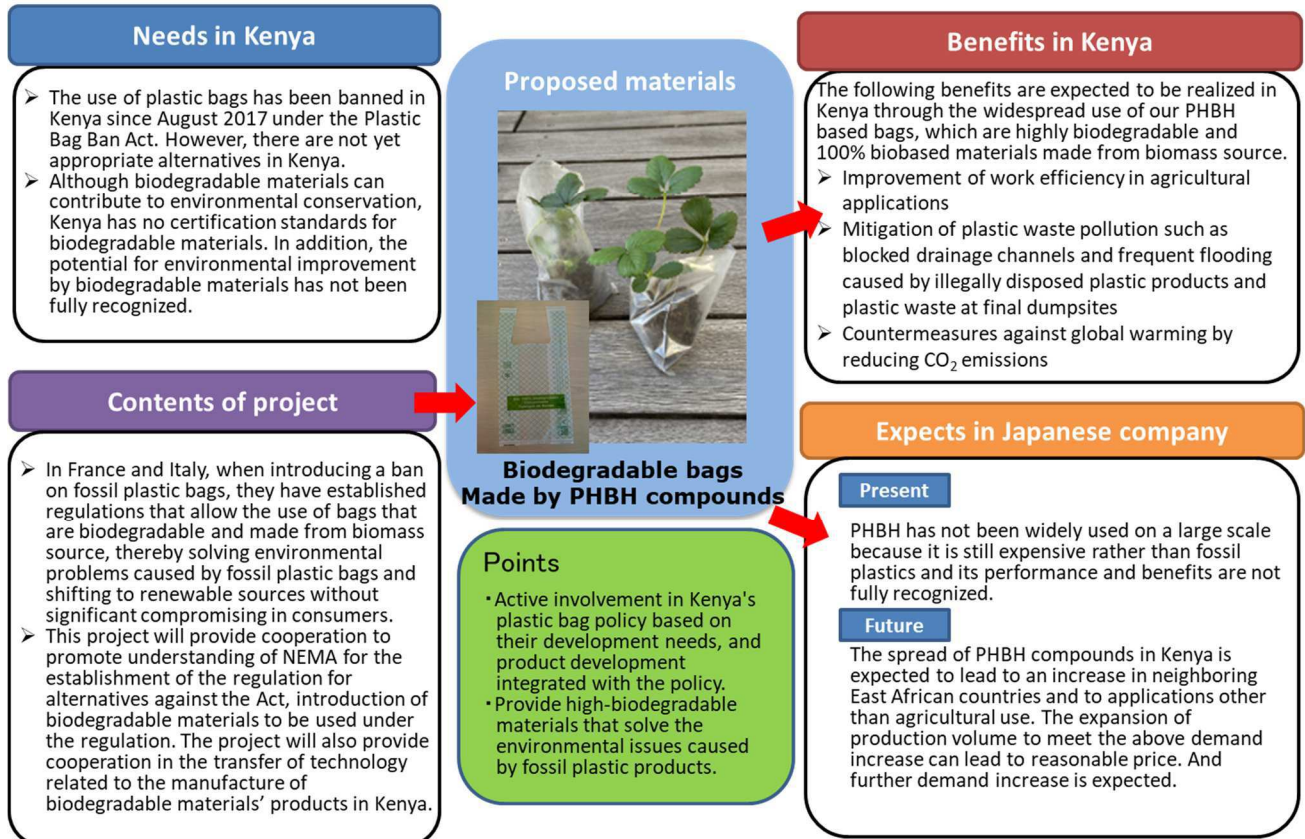 Needs in Kenya
➢ The use of plastic bags has been banned in
Kenya since August 2017 under the Plastic
Bag Ban Act. However, there are not yet
appropriate alternatives in Kenya.
➢ Although biodegradable materials can
contribute to environmental conservation,
Kenya has no certification standards for
biodegradable materials. In addition, the
potential for environmental improvement
by biodegradable materials has not been
fully recognized.
Contents of project
➢ In France and Italy, when introducing a ban
on fossil plastic bags, they have established
regulations that allow the use of bags that
are biodegradable and made from biomass
source, thereby solving environmental
problems caused by fossil plastic bags and
shifting to renewable sources without
significant compromising in consumers.
➢ This project will provide cooperation to
promote understanding of NEMA for the
establishment of the regulation for
alternatives against the Act, introduction of
biodegradable materials to be used under
the regulation. The project will also provide
cooperation in the transfer of technology
related to the manufacture of
biodegradable materials’ products in Kenya.
Proposed materials
Biodegradable bags
Made by PHBH compounds
Points
・Active involvement in Kenya's
plastic bag policy based on
their development needs, and
product development
integrated with the policy.
・Provide high-biodegradable
materials that solve the
environmental issues caused
by fossil plastic products.
Benefits in Kenya
The following benefits are expected to be realized in
Kenya through the widespread use of our PHBH
based bags, which are highly biodegradable and
100% biobased materials made from biomass source.
➢ Improvement of work efficiency in agricultural
applications
➢ Mitigation of plastic waste pollution such as
blocked drainage channels and frequent flooding
caused by illegally disposed plastic products and
plastic waste at final dumpsites
➢ Countermeasures against global warming by
reducing CO₂ emissions
Expects in Japanese company
Present
PHBH has not been widely used on a large scale
because it is still expensive rather than fossil
plastics and its performance and benefits are not
fully recognized.
Future
The spread of PHBH compounds in Kenya is
expected to lead to an increase in neighboring
East African countries and to applications other
than agricultural use. The expansion of
production volume to meet the above demand
increase can lead to reasonable price. And
further demand increase is expected.